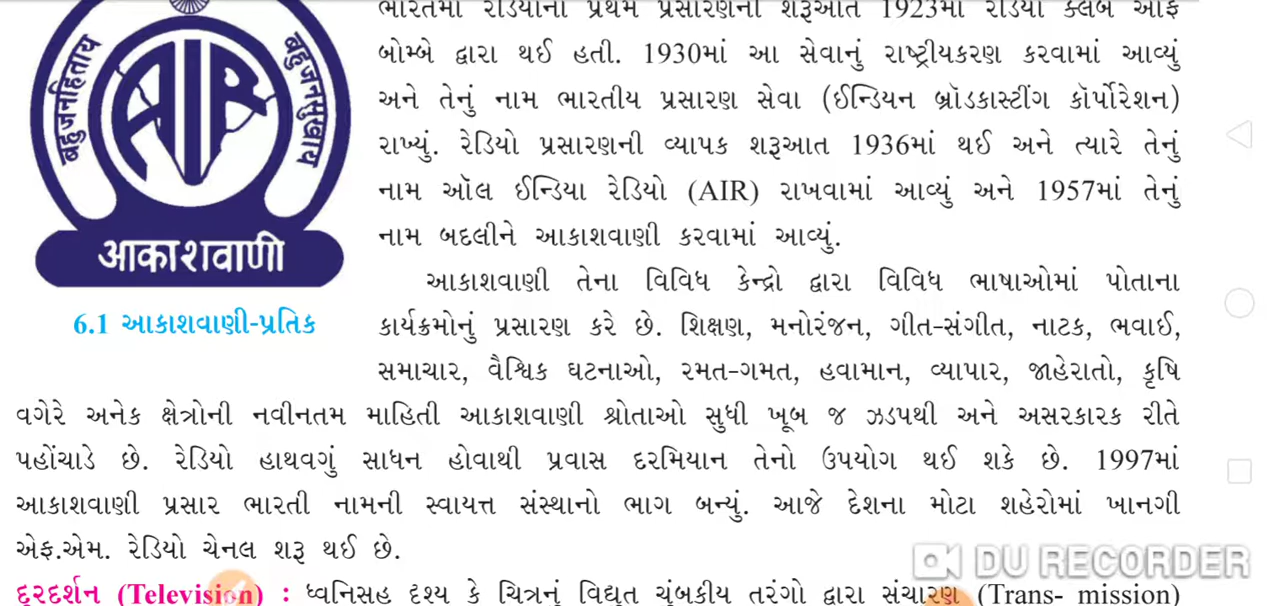 ભારતમાં રેડિયોના પ્રથમ પ્રસારણની શરૂઆત 1923માં રેડિયો ક્લબ ઑફ
બોમ્બે દ્વારા થઈ હતી. 1930માં આ સેવાનું રાષ્ટ્રીયકરણ કરવામાં આવ્યું
અને તેનું નામ ભારતીય પ્રસારણ સેવા (ઈન્ડિયન બ્રૉડકાસ્ટીંગ કૉર્પોરેશન)
રાખ્યું. રેડિયો પ્રસારણની વ્યાપક શરૂઆત 1936માં થઈ અને ત્યારે તેનું
નામ ઑલ ઈન્ડિયા રેડિયો (AIR) રાખવામાં આવ્યું અને 1957માં તેનું
નામ બદલીને આકાશવાણી કરવામાં આવ્યું.
बहुजनहिताय
AIR
बहुजनसुखाय
आकाशवाणी
6.1 આકાશવાણી-પ્રતિક
આકાશવાણી તેના વિવિધ કેન્દ્રો દ્વારા વિવિધ ભાષાઓમાં પોતાના
કાર્યક્રમોનું પ્રસારણ કરે છે. શિક્ષણ, મનોરંજન, ગીત-સંગીત, નાટક, ભવાઈ,
સમાચાર, વૈશ્વિક ઘટનાઓ, રમત-ગમત, હવામાન, વ્યાપાર, જાહેરાતો, કૃષિ
વગેરે અનેક ક્ષેત્રોની નવીનતમ માહિતી આકાશવાણી શ્રોતાઓ સુધી ખૂબ જ ઝડપથી અને અસરકારક રીતે
પહોંચાડે છે. રેડિયો હાથવગું સાધન હોવાથી પ્રવાસ દરમિયાન તેનો ઉપયોગ થઈ શકે છે. 1997માં
આકાશવાણી પ્રસાર ભારતી નામની સ્વાયત્ત સંસ્થાનો ભાગ બન્યું. આજે દેશના મોટા શહેરોમાં ખાનગી
એફ.એમ. રેડિયો ચેનલ શરૂ થઈ છે.
DU RECORDER
દૂરદર્શન (Television) : ધ્વનિસહ દૃશ્ય કે ચિત્રનું વિદ્યુત ચુંબકીય તરંગો દ્વારા સંચારણ (Trans- mission)